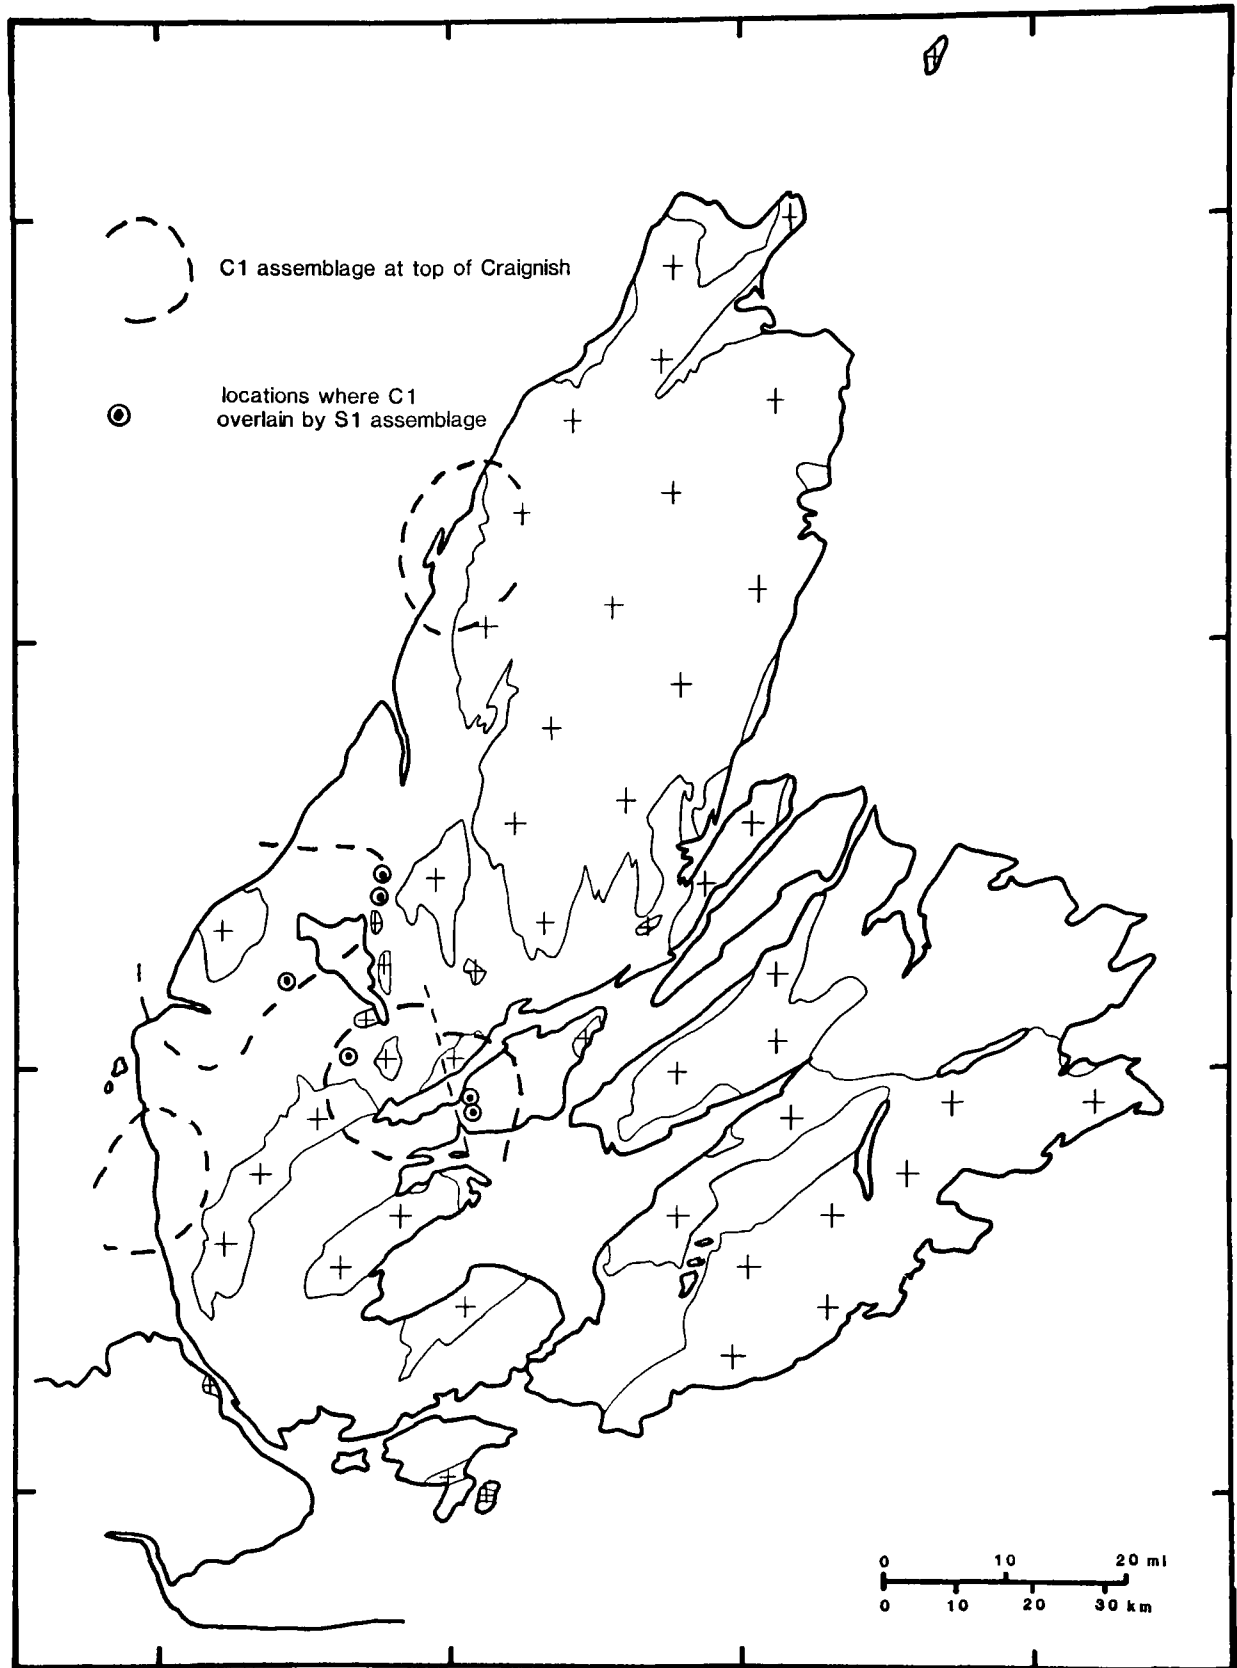 C1 assemblage at top of Craignish
locations where C1
overlain by S1 assemblage
0 10 20 mi
0 10 20 30 km